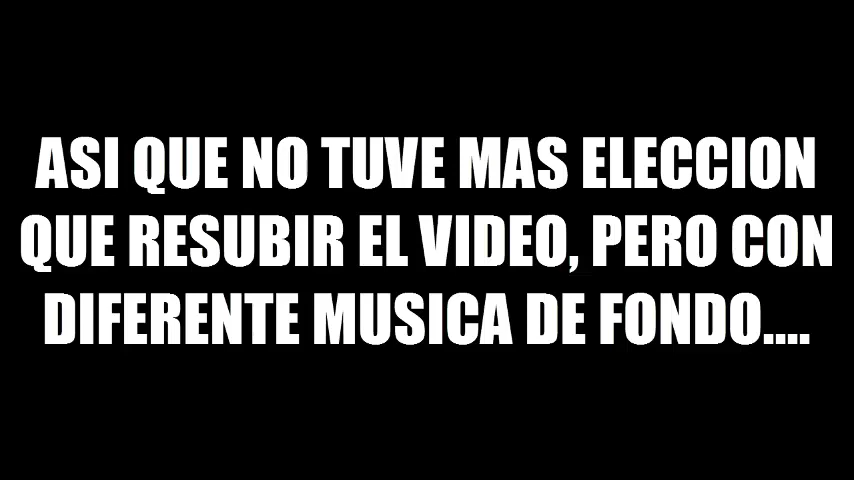 ASI QUE NO TUVE MAS ELECCION
QUE RESUBIR EL VIDEO, PERO CON
DIFERENTE MUSICA DE FONDO....